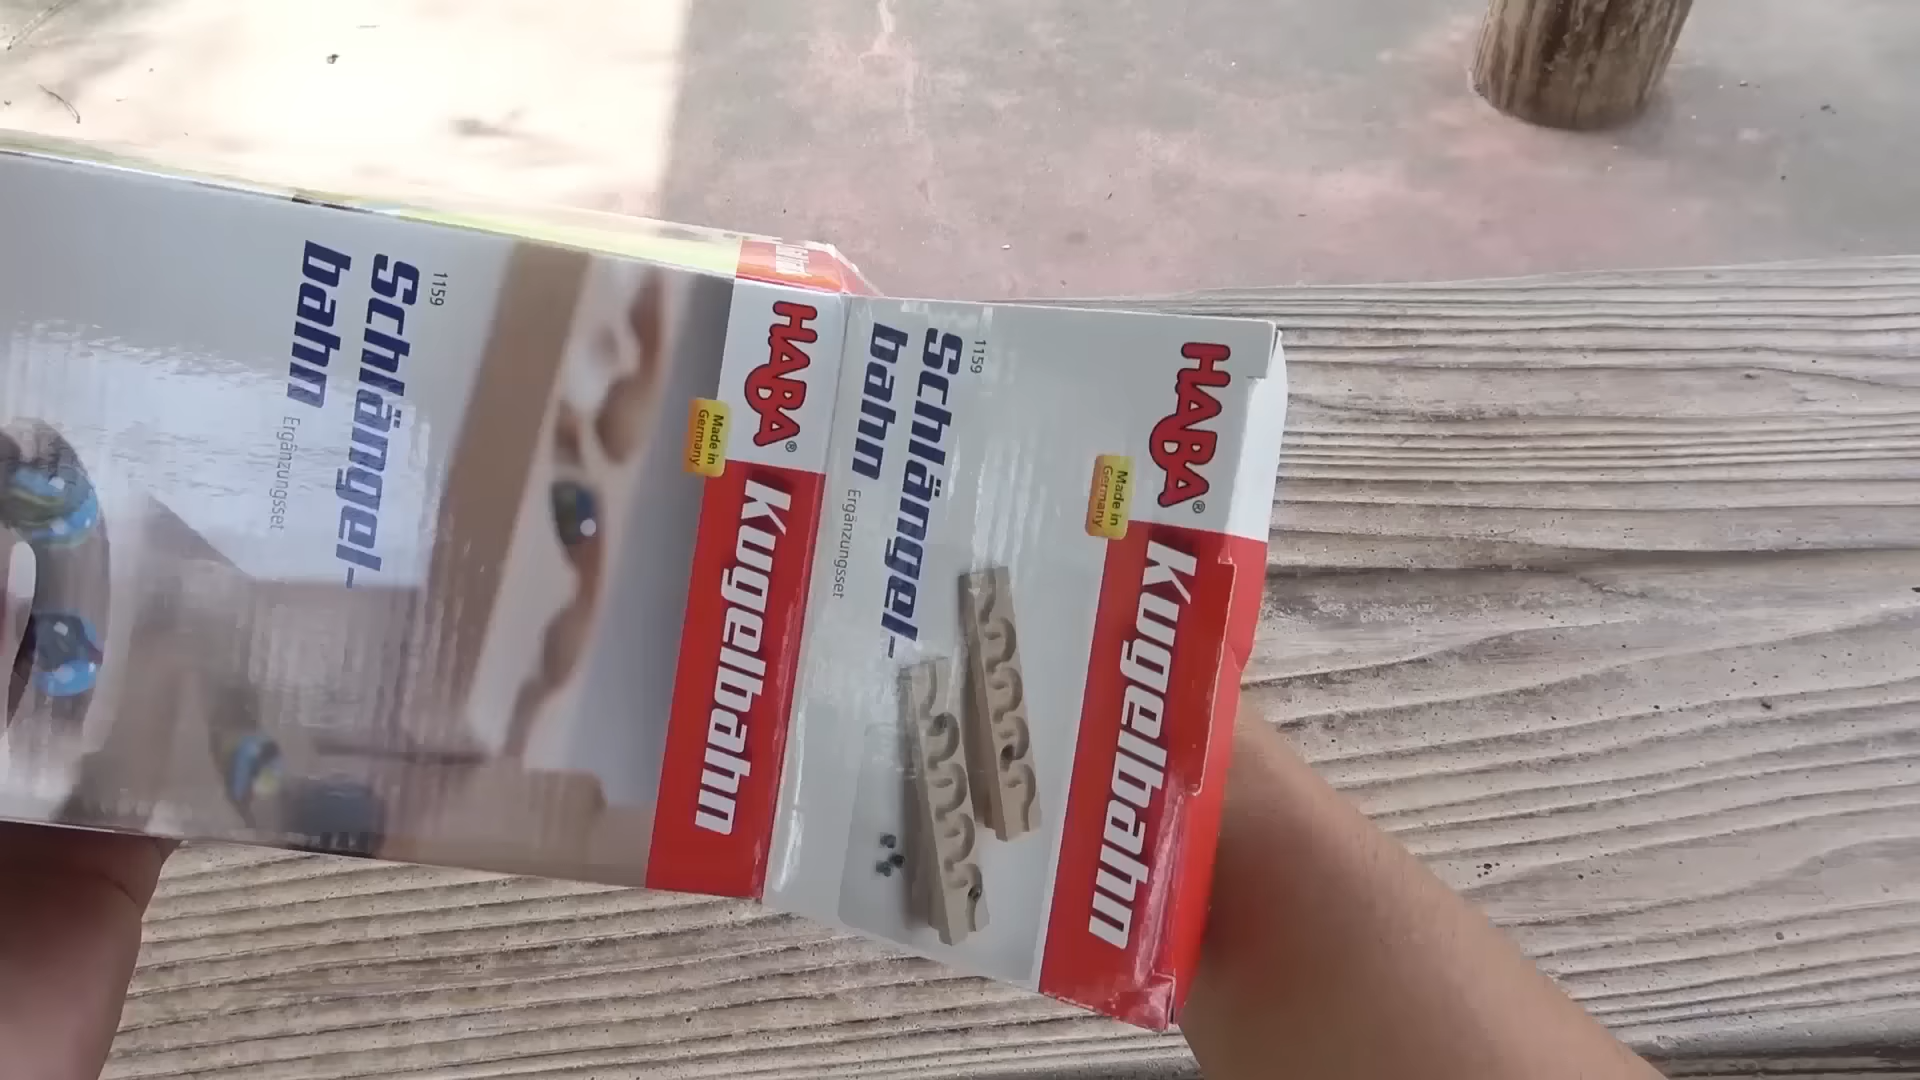 HABA®
Kugelbahn
Made in
Germany
1159
Schlängel-
bahn Ergänzungsset
HABA®
Kugelbahn
Made in
Germany
1159
Schlängel-
bahn Ergänzungsset